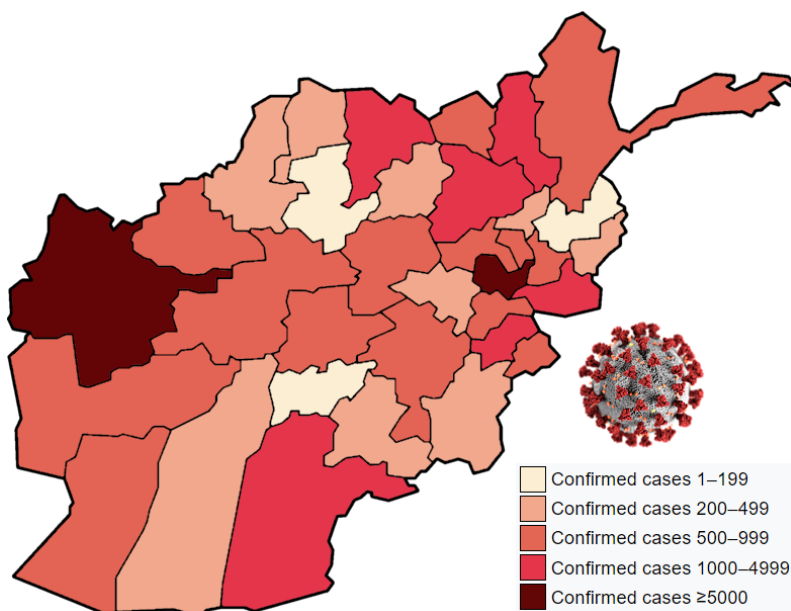 Confirmed cases 1–199
Confirmed cases 200–499
Confirmed cases 500–999
Confirmed cases 1000–4999
Confirmed cases ≥5000